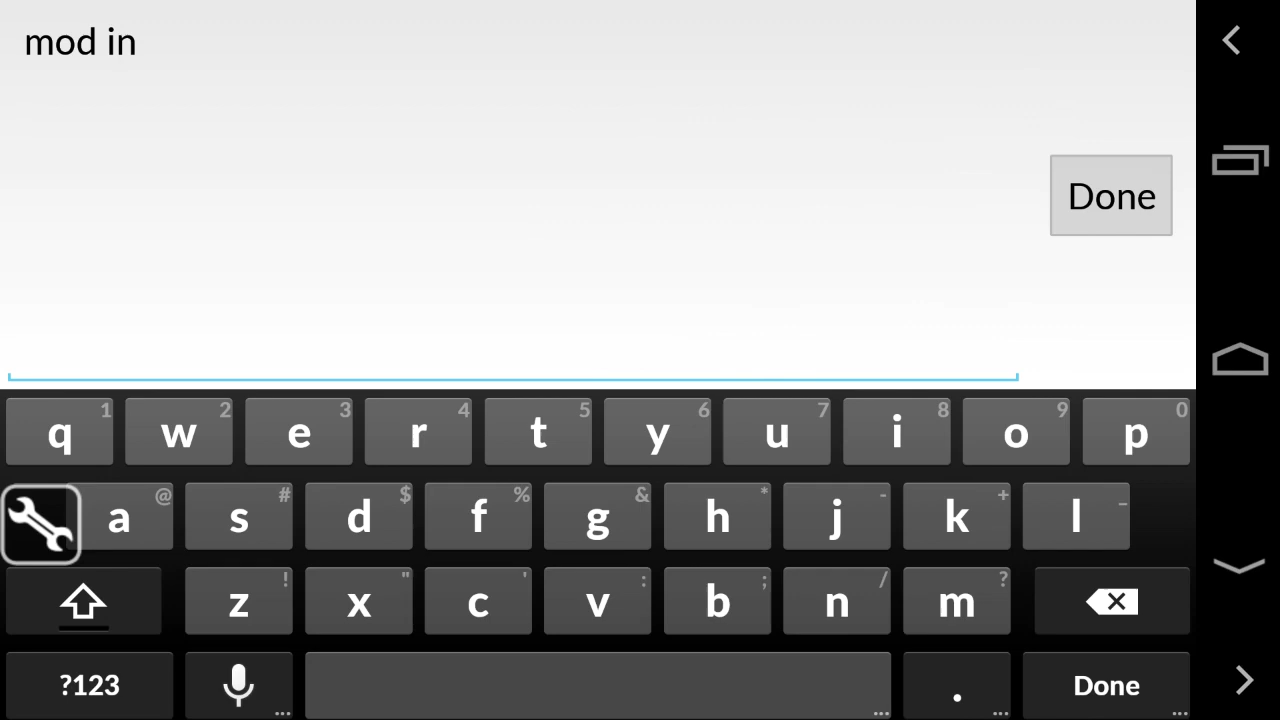 mod in
Done
q 1 w 2 e 3 r 4 t 5 y 6 u 7 i 8 o 9 p 0
a @ s # d $ f % g & h * j - k + l _
z ! x " c ' v : b ; n / m ?
?123 ... ... . ... Done ...